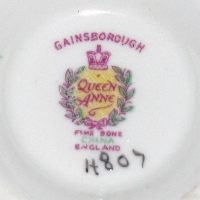 GAINSBOROUGH
QUEEN
ANNE
FINE BONE
CHINA
ENGLAND
H807